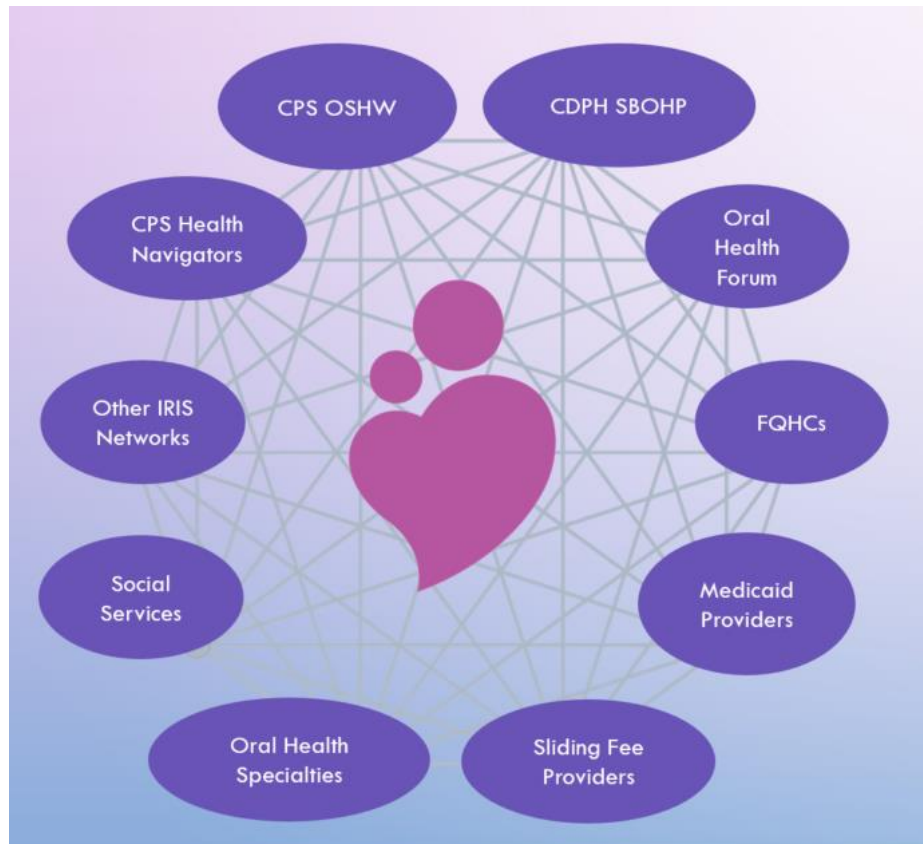 CPS OSHW
CDPH SBOHP
CPS Health
Navigators
Oral
Health
Forum
Other IRIS
Networks
FQHCs
Social
Services
Medicaid
Providers
Oral Health
Specialties
Sliding Fee
Providers